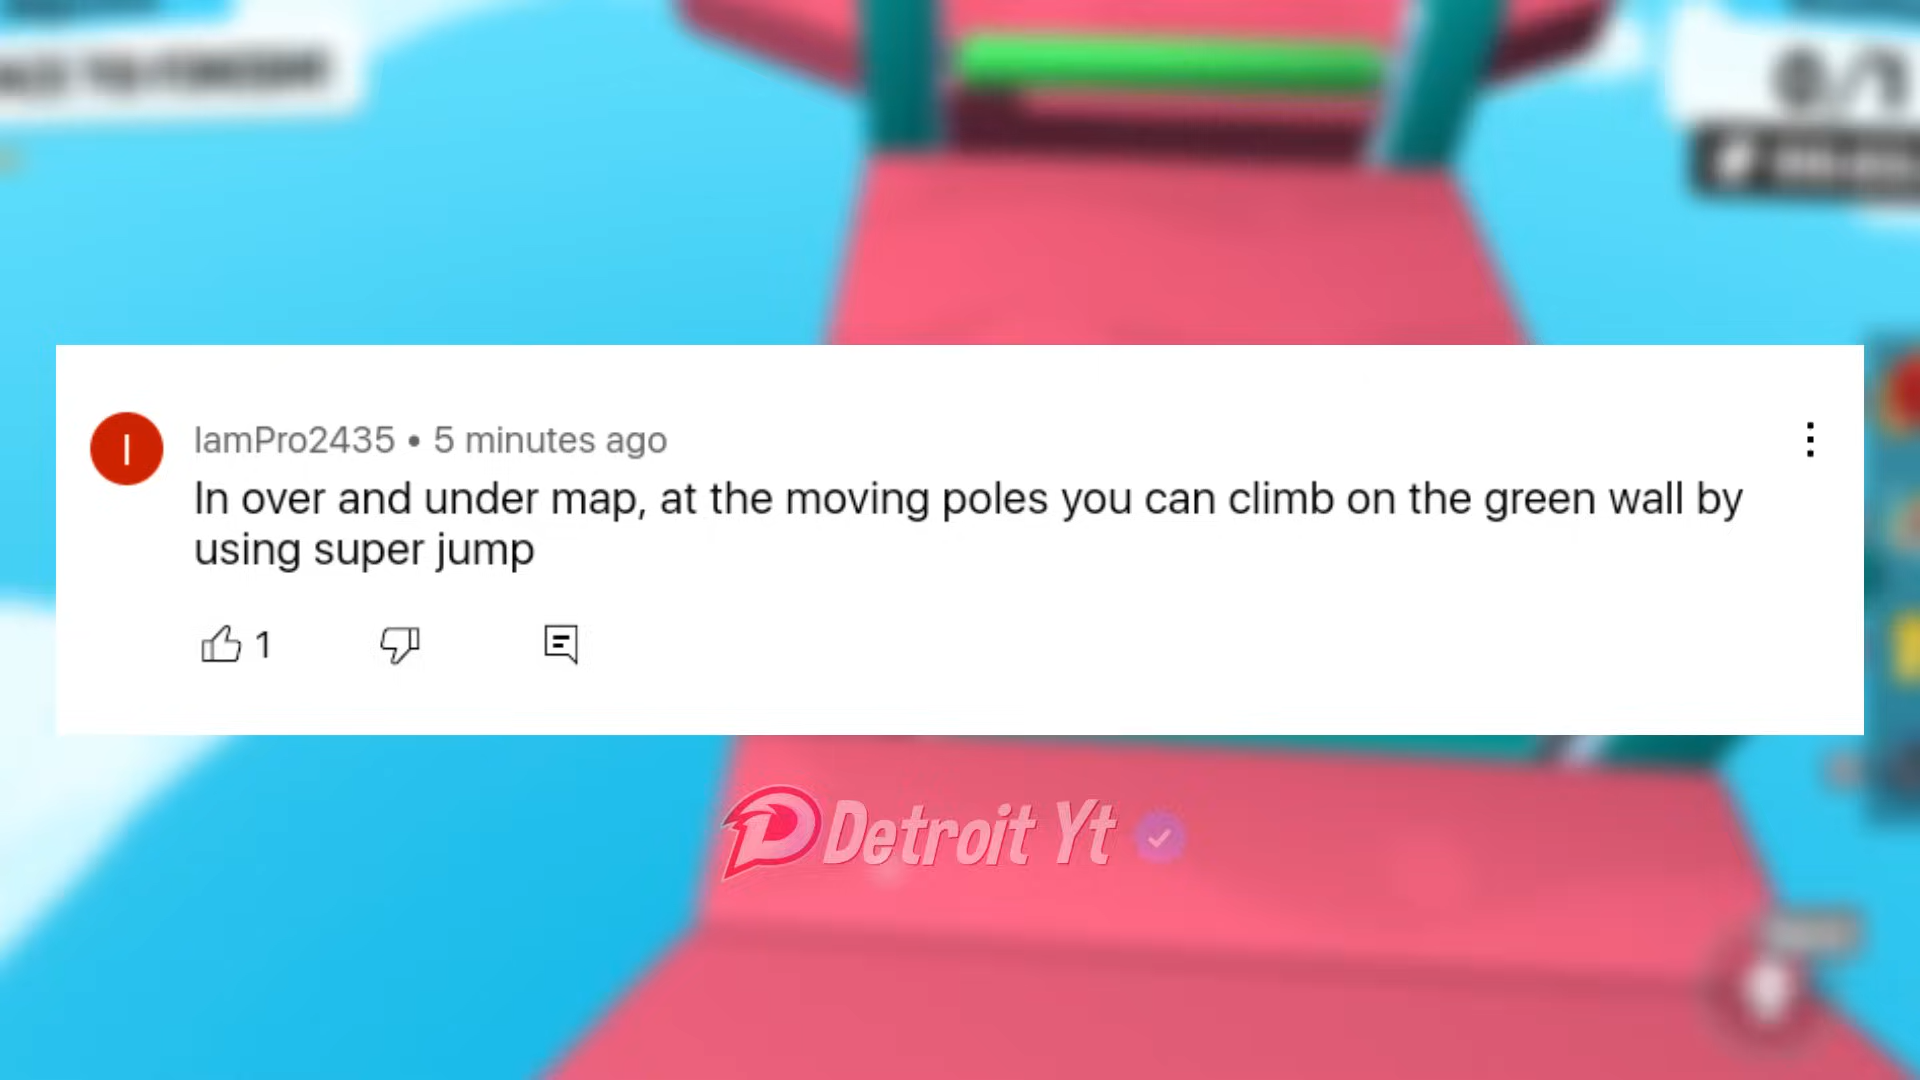 IamPro2435 • 5 minutes ago
In over and under map, at the moving poles you can climb on the green wall by
using super jump
1
Detroit Yt